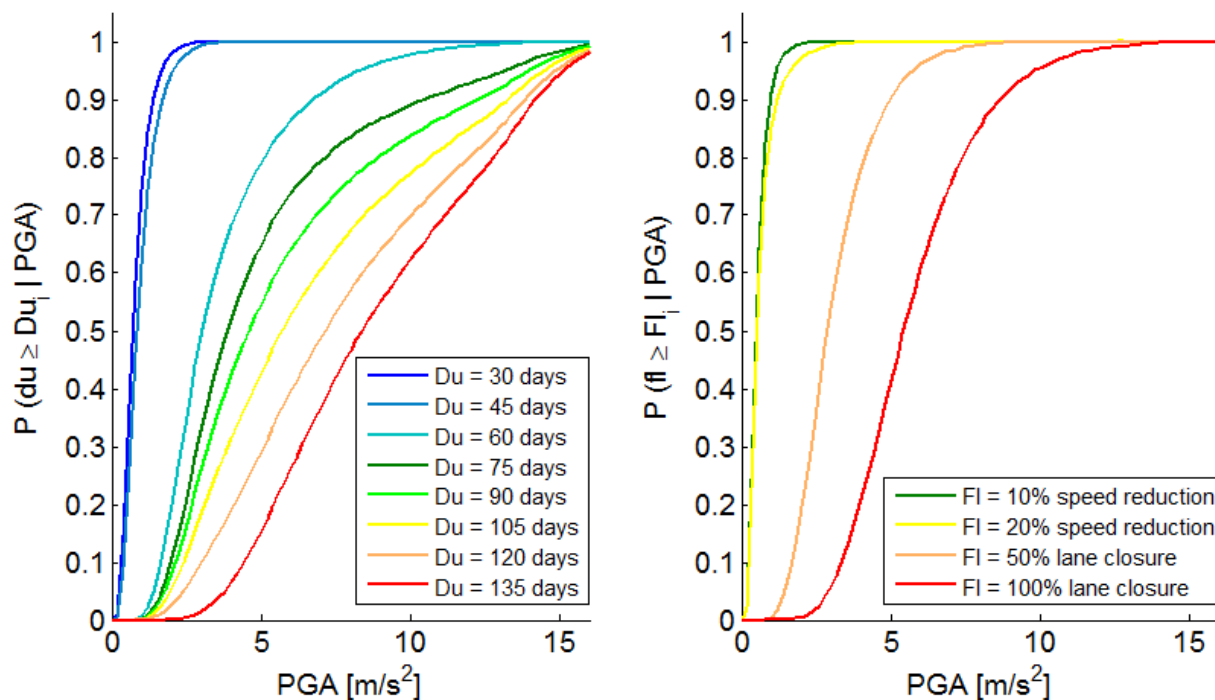 1
0.9
0.8
0.7
0.6
0.5
0.4
0.3
0.2
0.1
0
P (du ≥ Du_i | PGA)
0 5 10 15
PGA [m/s²]
Du = 30 days
Du = 45 days
Du = 60 days
Du = 75 days
Du = 90 days
Du = 105 days
Du = 120 days
Du = 135 days
1
0.9
0.8
0.7
0.6
0.5
0.4
0.3
0.2
0.1
0
P (fl ≥ Fl_i | PGA)
0 5 10 15
PGA [m/s²]
Fl = 10% speed reduction
Fl = 20% speed reduction
Fl = 50% lane closure
Fl = 100% lane closure